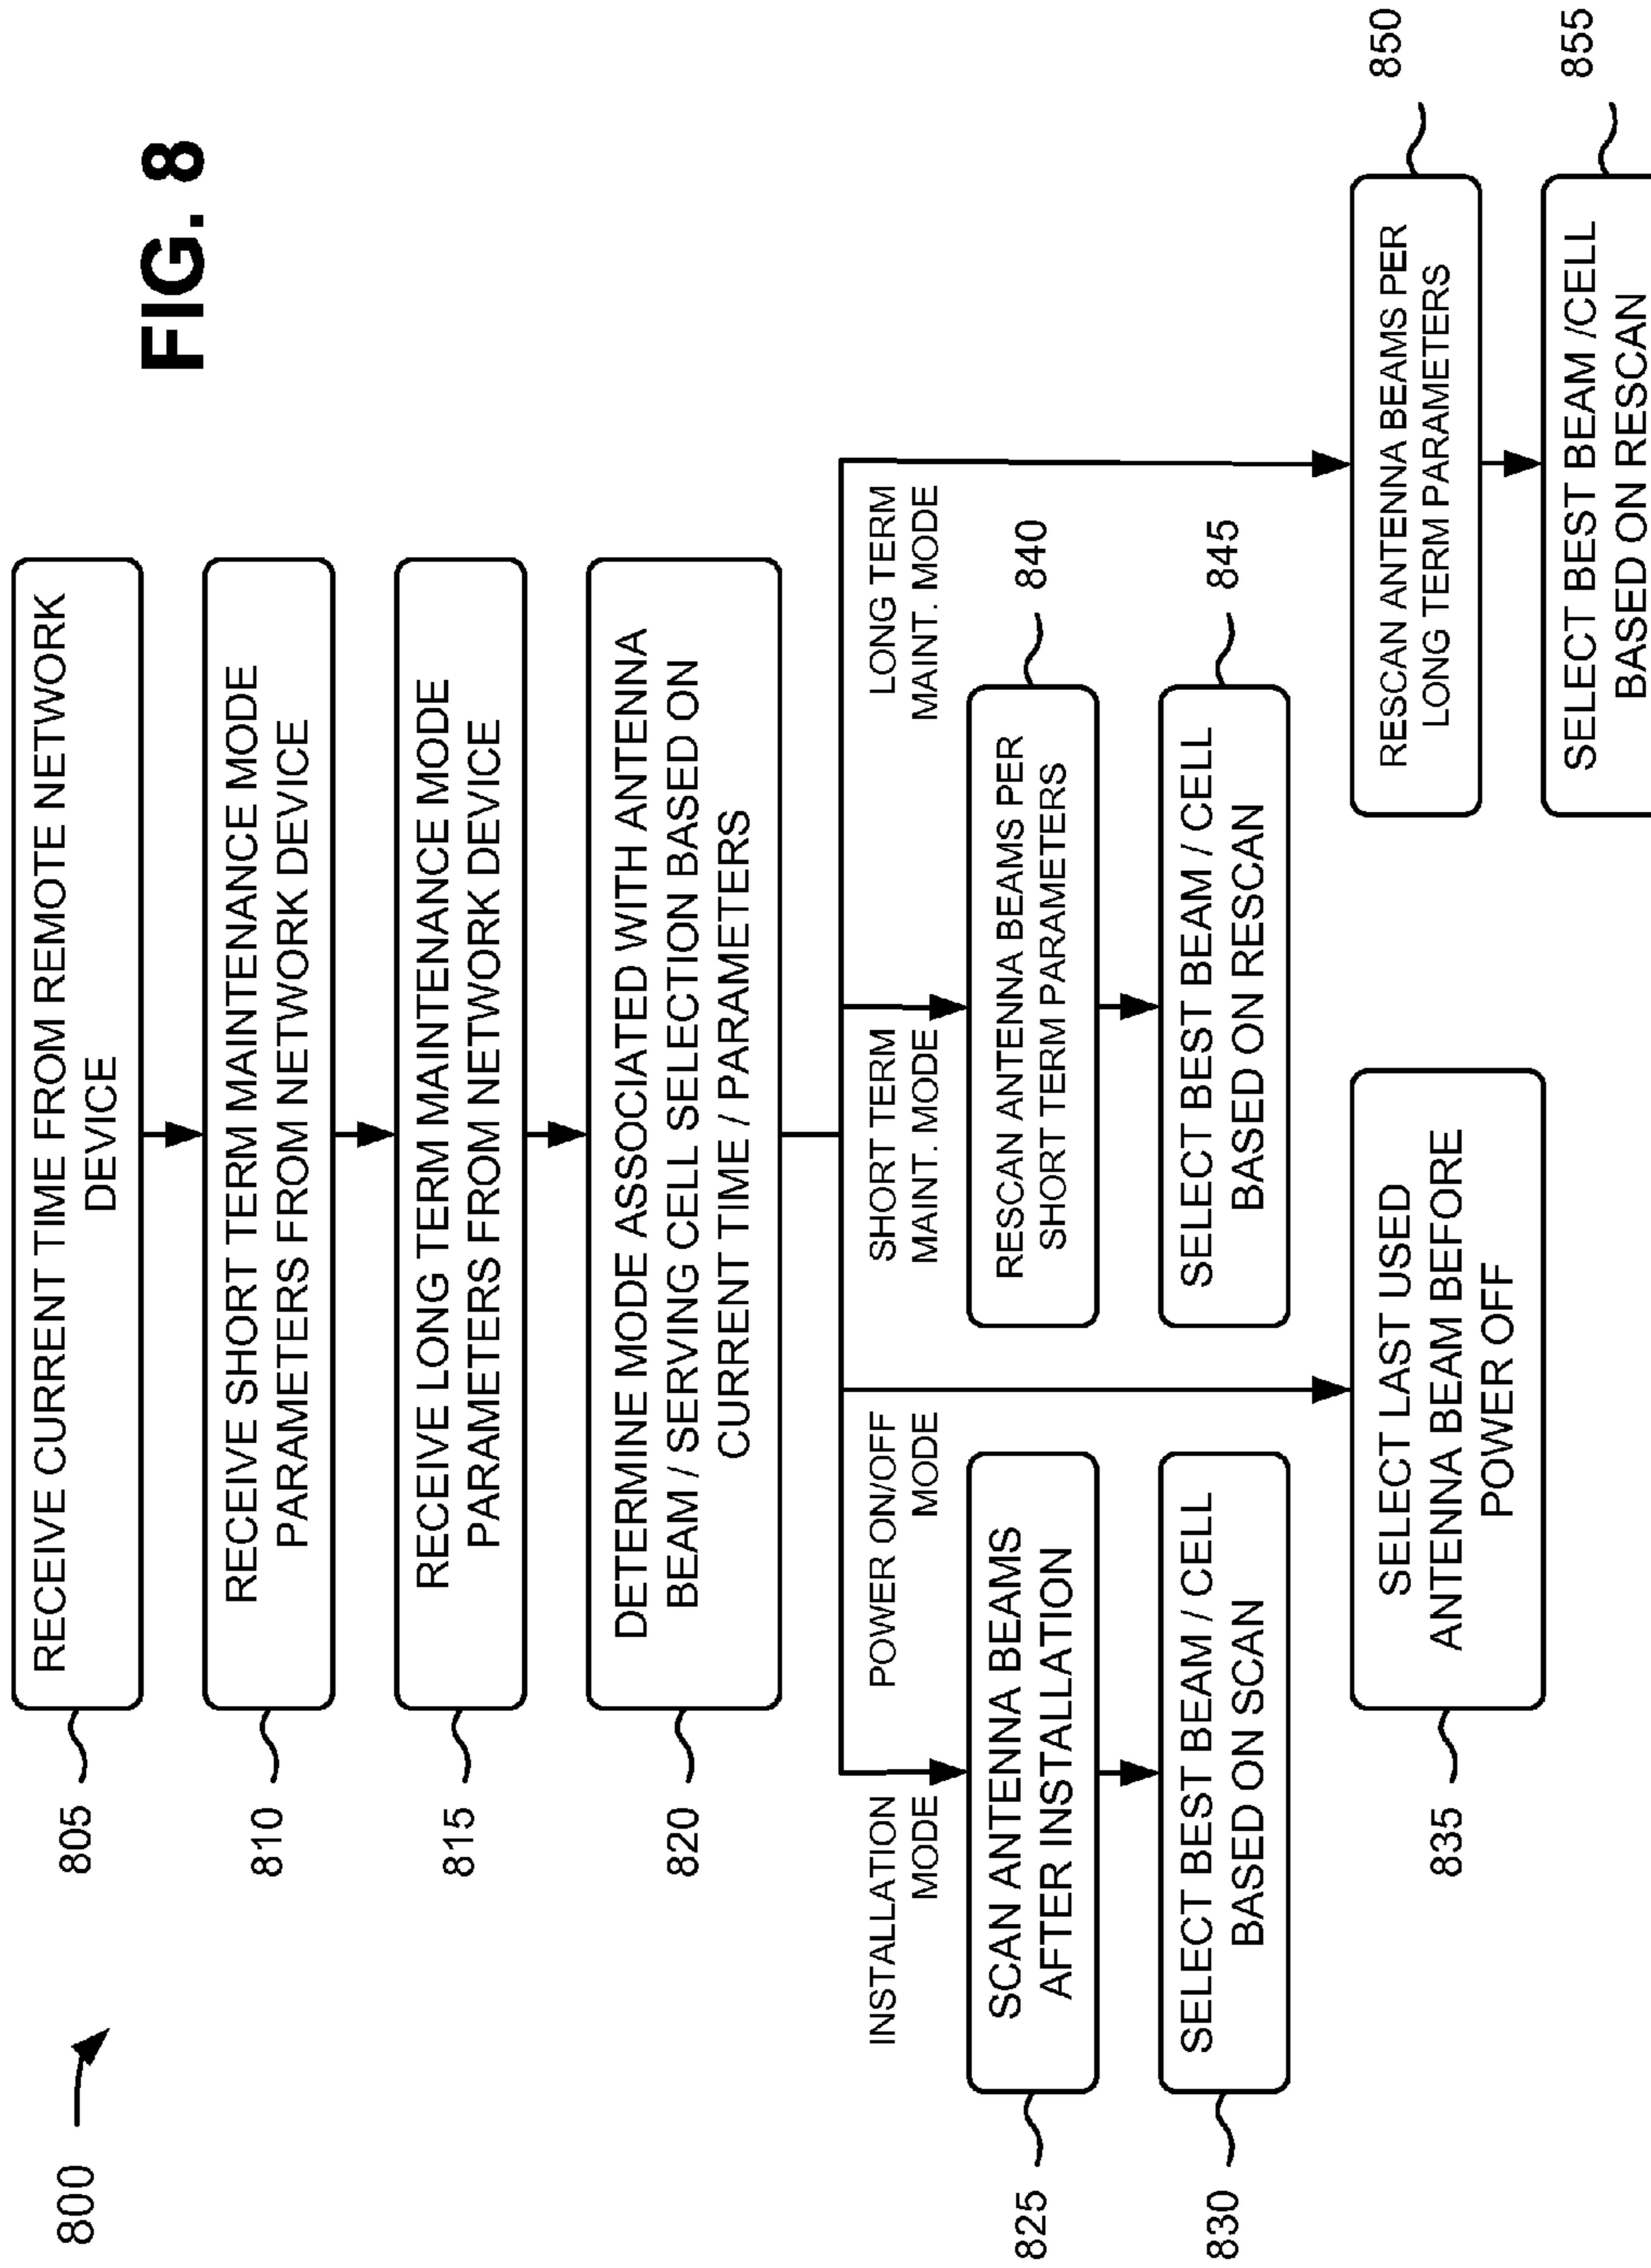 800
FIG. 8
805
RECEIVE CURRENT TIME FROM REMOTE NETWORK
DEVICE
810
RECEIVE SHORT TERM MAINTENANCE MODE
PARAMETERS FROM NETWORK DEVICE
815
RECEIVE LONG TERM MAINTENANCE MODE
PARAMETERS FROM NETWORK DEVICE
820
DETERMINE MODE ASSOCIATED WITH ANTENNA
BEAM / SERVING CELL SELECTION BASED ON
CURRENT TIME / PARAMETERS
INSTALLATION
MODE
POWER ON/OFF
MODE
SHORT TERM
MAINT. MODE
LONG TERM
MAINT. MODE
825
SCAN ANTENNA BEAMS
AFTER INSTALLATION
830
SELECT BEST BEAM / CELL
BASED ON SCAN
835
SELECT LAST USED
ANTENNA BEAM BEFORE
POWER OFF
RESCAN ANTENNA BEAMS PER
SHORT TERM PARAMETERS
840
SELECT BEST BEAM / CELL
BASED ON RESCAN
845
RESCAN ANTENNA BEAMS PER
LONG TERM PARAMETERS
850
SELECT BEST BEAM /CELL
BASED ON RESCAN
855